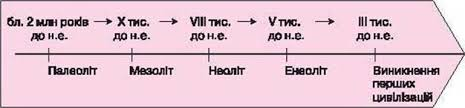 бл. 2 млн років до н.е. → X тис. до н.е. → VIII тис. до н.е. → V тис. до н.е. → III тис. до н.е.
Палеоліт Мезоліт Неоліт Енеоліт Виникнення
перших
цивілізацій